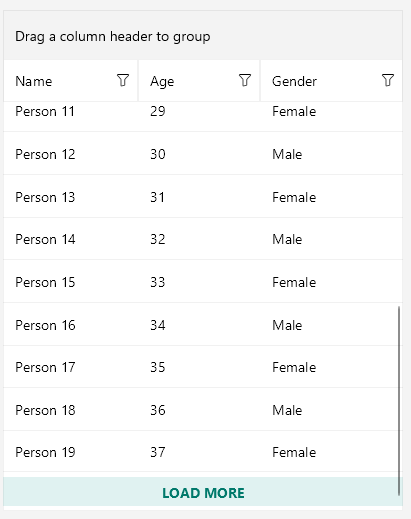 Drag a column header to group
Name Age Gender
Person 11 29 Female
Person 12 30 Male
Person 13 31 Female
Person 14 32 Male
Person 15 33 Female
Person 16 34 Male
Person 17 35 Female
Person 18 36 Male
Person 19 37 Female
LOAD MORE